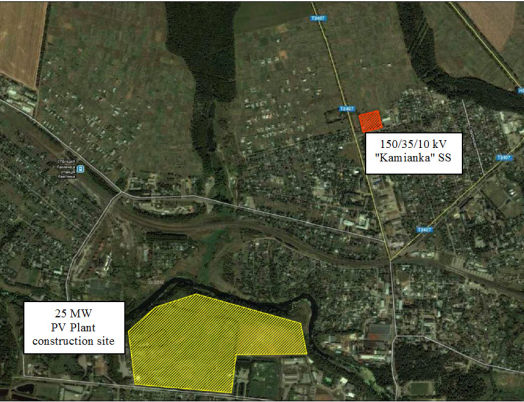 T2407
T2407
150/35/10 kV
"Kamianka" SS
T2407
T2407
25 MW
PV Plant
construction site